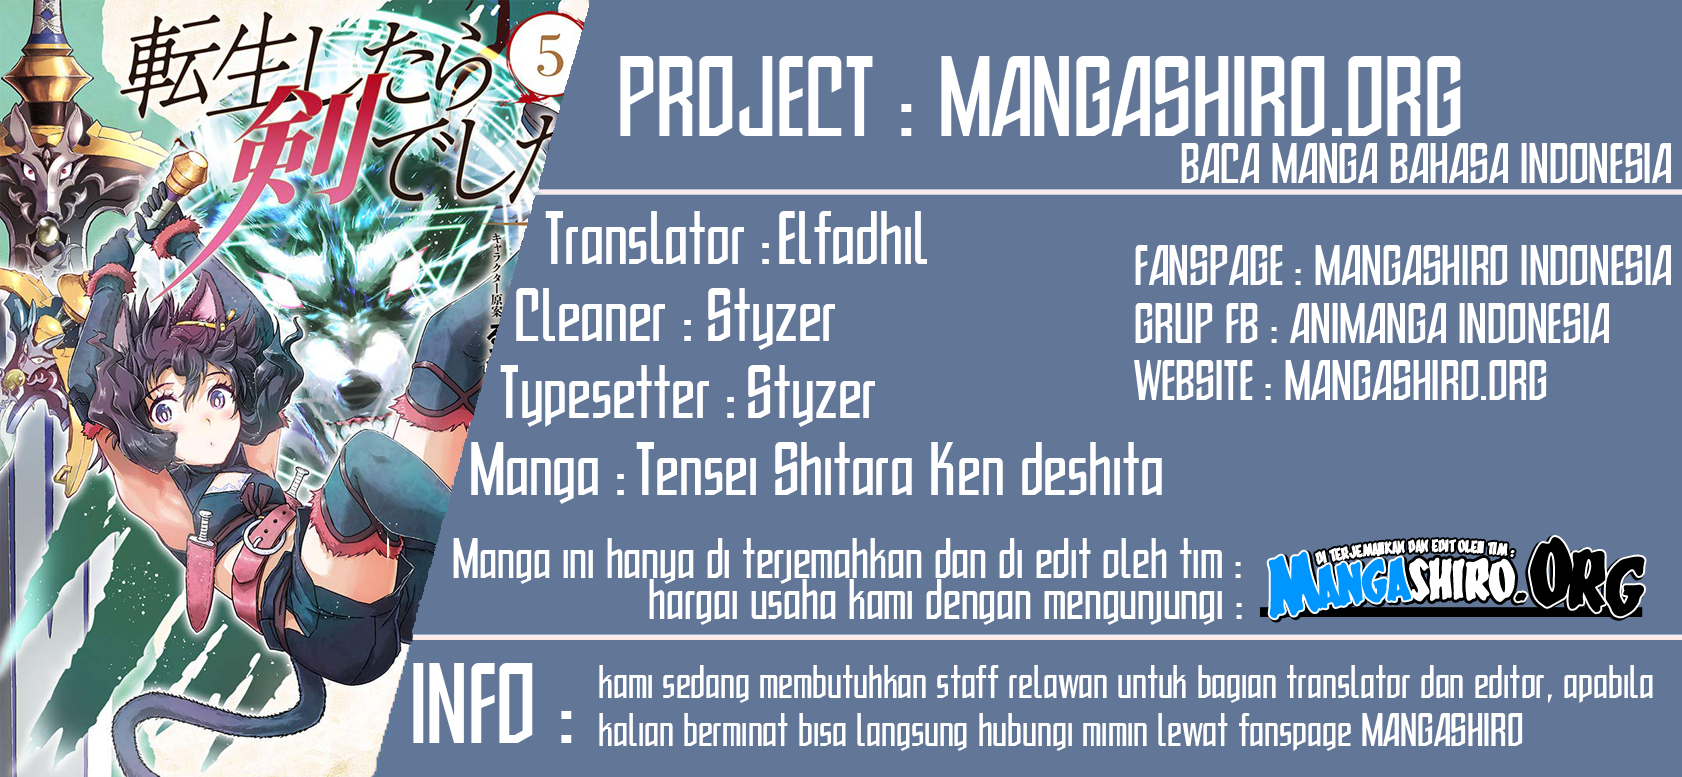 転生したら
剣でした
5
キャラクター原案
PROJECT : MANGASHIRO.ORG
BACA MANGA BAHASA INDONESIA
Translator : Elfadhil
Cleaner : Styzer
Typesetter : Styzer
Manga : Tensei Shitara Ken deshita
FANSPAGE : MANGASHIRO INDONESIA
GRUP FB : ANIMANGA INDONESIA
WEBSITE : MANGASHIRO.ORG
Manga ini hanya di terjemahkan dan di edit oleh tim :
hargai usaha kami dengan mengunjungi :
DI TERJEMAHKAN DAN EDIT OLEH TIM :
MANGASHIRO.ORG
INFO :
kami sedang membutuhkan staff relawan untuk bagian translator dan editor, apabila
kalian berminat bisa langsung hubungi mimin lewat fanspage MANGASHIRO